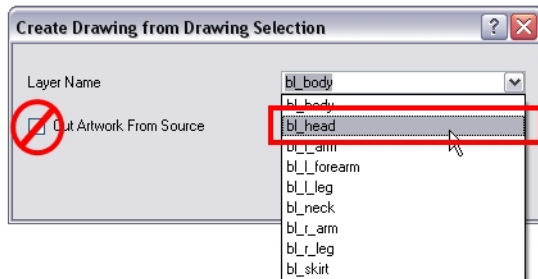 Create Drawing from Drawing Selection
?
Layer Name
bl_body
bl_body
bl_head
Cut Artwork From Source
bl_l_arm
bl_l_forearm
bl_l_leg
bl_neck
bl_r_arm
bl_r_leg
bl_skirt